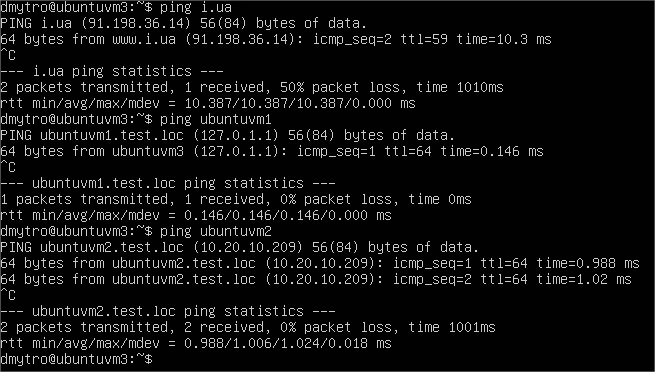 dmytro@ubuntuvm3:~$ ping i.ua
PING i.ua (91.198.36.14) 56(84) bytes of data.
64 bytes from www.i.ua (91.198.36.14): icmp_seq=2 ttl=59 time=10.3 ms
^C
--- i.ua ping statistics ---
2 packets transmitted, 1 received, 50% packet loss, time 1010ms
rtt min/avg/max/mdev = 10.387/10.387/10.387/0.000 ms
dmytro@ubuntuvm3:~$ ping ubuntuvm1
PING ubuntuvm1.test.loc (127.0.1.1) 56(84) bytes of data.
64 bytes from ubuntuvm3 (127.0.1.1): icmp_seq=1 ttl=64 time=0.146 ms
^C
--- ubuntuvm1.test.loc ping statistics ---
1 packets transmitted, 1 received, 0% packet loss, time 0ms
rtt min/avg/max/mdev = 0.146/0.146/0.146/0.000 ms
dmytro@ubuntuvm3:~$ ping ubuntuvm2
PING ubuntuvm2.test.loc (10.20.10.209) 56(84) bytes of data.
64 bytes from ubuntuvm2.test.loc (10.20.10.209): icmp_seq=1 ttl=64 time=0.988 ms
64 bytes from ubuntuvm2.test.loc (10.20.10.209): icmp_seq=2 ttl=64 time=1.02 ms
^C
--- ubuntuvm2.test.loc ping statistics ---
2 packets transmitted, 2 received, 0% packet loss, time 1001ms
rtt min/avg/max/mdev = 0.988/1.006/1.024/0.018 ms
dmytro@ubuntuvm3:~$